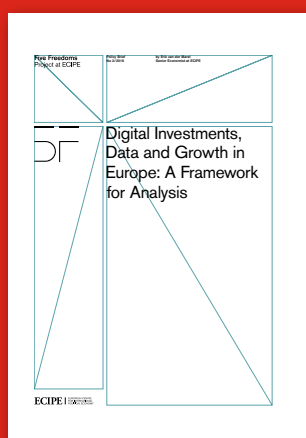 Five Freedoms
Project at ECIPE
Policy Brief
No 3/2016
by Erik van der Marel
Senior Economist at ECIPE
DF
Digital Investments,
Data and Growth in
Europe: A Framework
for Analysis
ECIPE